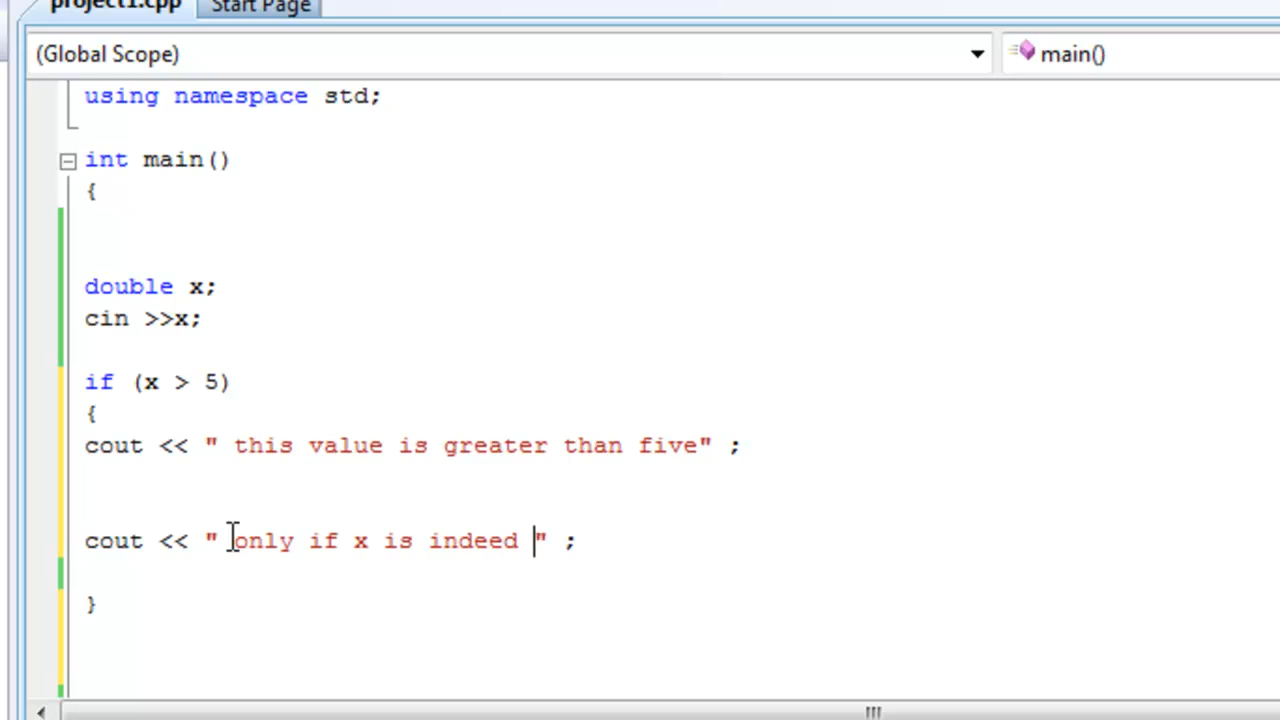 project1.cpp Start Page
(Global Scope) main()
using namespace std;
int main()
{
double x;
cin >>x;
if (x > 5)
{
cout << " this value is greater than five" ;
cout << " only if x is indeed " ;
}